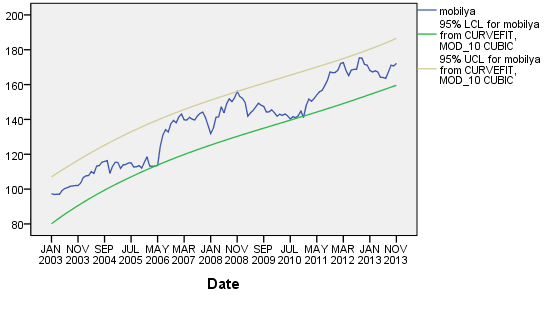 200
180
160
140
120
100
80
JAN 2003
NOV 2003
SEP 2004
JUL 2005
MAY 2006
MAR 2007
JAN 2008
NOV 2008
SEP 2009
JUL 2010
MAY 2011
MAR 2012
JAN 2013
NOV 2013
Date
mobilya
95% LCL for mobilya
from CURVEFIT,
MOD_10 CUBIC
95% UCL for mobilya
from CURVEFIT,
MOD_10 CUBIC